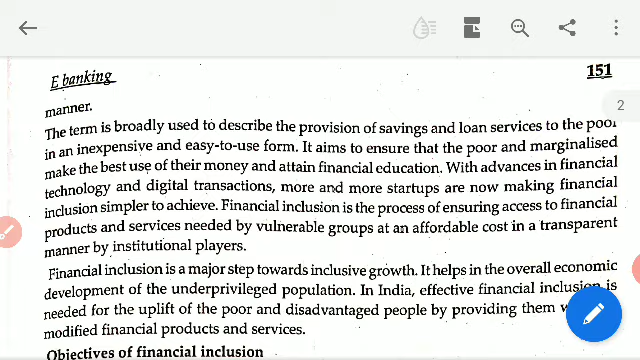 E banking 151
2
manner.
The term is broadly used to describe the provision of savings and loan services to the poor
in an inexpensive and easy-to-use form. It aims to ensure that the poor and marginalised
make the best use of their money and attain financial education. With advances in financial
technology and digital transactions, more and more startups are now making financial
inclusion simpler to achieve. Financial inclusion is the process of ensuring access to financial
products and services needed by vulnerable groups at an affordable cost in a transparent
manner by institutional players.
Financial inclusion is a major step towards inclusive growth. It helps in the overall economic
development of the underprivileged population. In India, effective financial inclusion is
needed for the uplift of the poor and disadvantaged people by providing them
modified financial products and services.
Objectives of financial inclusion